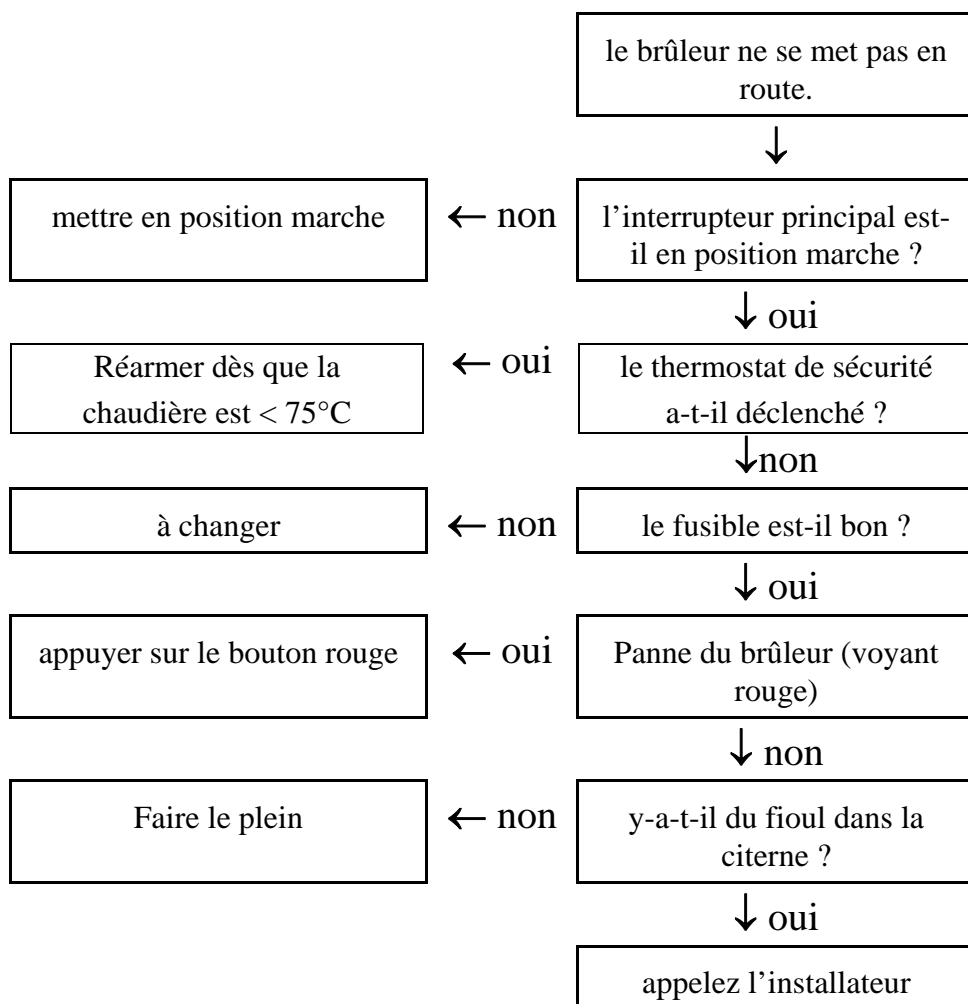 le brûleur ne se met pas en
route.
↓
mettre en position marche
← non
l’interrupteur principal est-
il en position marche ?
↓ oui
Réarmer dès que la
chaudière est < 75°C
← oui
le thermostat de sécurité
a-t-il déclenché ?
↓non
à changer
← non
le fusible est-il bon ?
↓ oui
appuyer sur le bouton rouge
← oui
Panne du brûleur (voyant
rouge)
↓ non
Faire le plein
← non
y-a-t-il du fioul dans la
citerne ?
↓ oui
appelez l’installateur